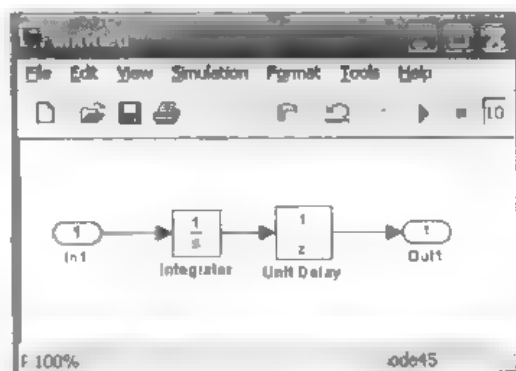 File Edit View Simulation Format Tools Help
10
1 1 s 1 z 1
In1 Integrator Unit Delay Out1
100% ode45